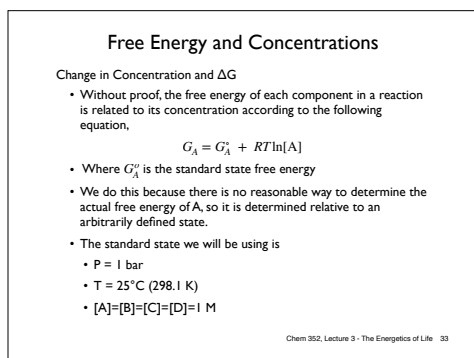 Free Energy and Concentrations
Change in Concentration and ΔG
• Without proof, the free energy of each component in a reaction
is related to its concentration according to the following
equation,
G_A = G_A^° + RT ln[A]
• Where G_A^o is the standard state free energy
• We do this because there is no reasonable way to determine the
actual free energy of A, so it is determined relative to an
arbitrarily defined state.
• The standard state we will be using is
• P = 1 bar
• T = 25°C (298.1 K)
• [A]=[B]=[C]=[D]=1 M
Chem 352, Lecture 3 - The Energetics of Life 33